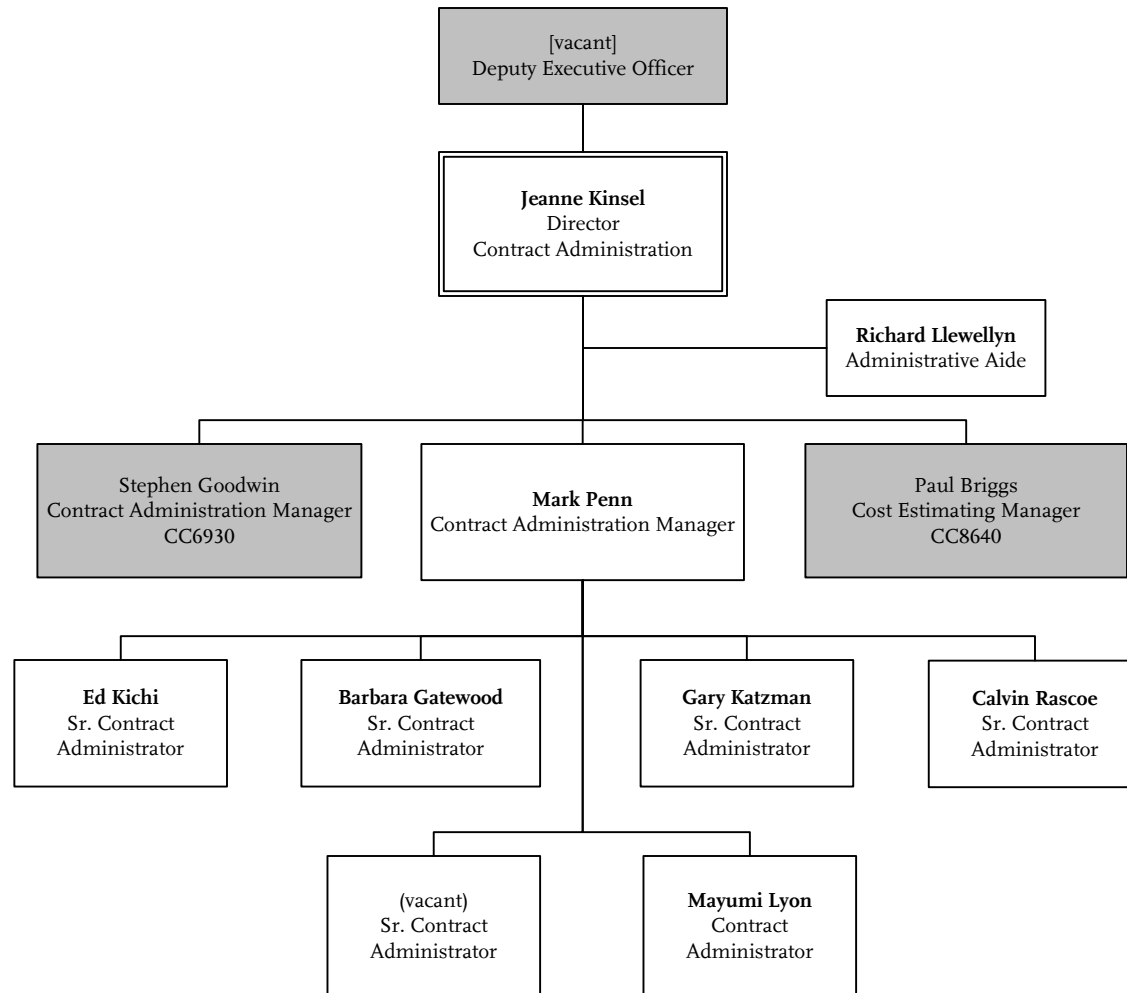 [vacant]
Deputy Executive Officer
Jeanne Kinsel
Director
Contract Administration
Richard Llewellyn
Administrative Aide
Stephen Goodwin
Contract Administration Manager
CC6930
Mark Penn
Contract Administration Manager
Paul Briggs
Cost Estimating Manager
CC8640
Ed Kichi
Sr. Contract
Administrator
Barbara Gatewood
Sr. Contract
Administrator
Gary Katzman
Sr. Contract
Administrator
Calvin Rascoe
Sr. Contract
Administrator
(vacant)
Sr. Contract
Administrator
Mayumi Lyon
Contract
Administrator